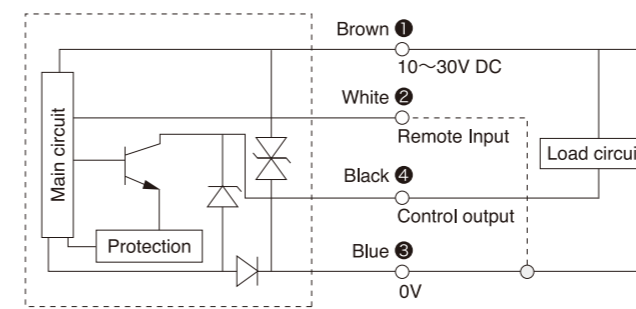 Brown ❶
10～30V DC
White ❷
Remote Input
Main circuit
Load circui
Black ❹
Control output
Protection
Blue ❸
0V